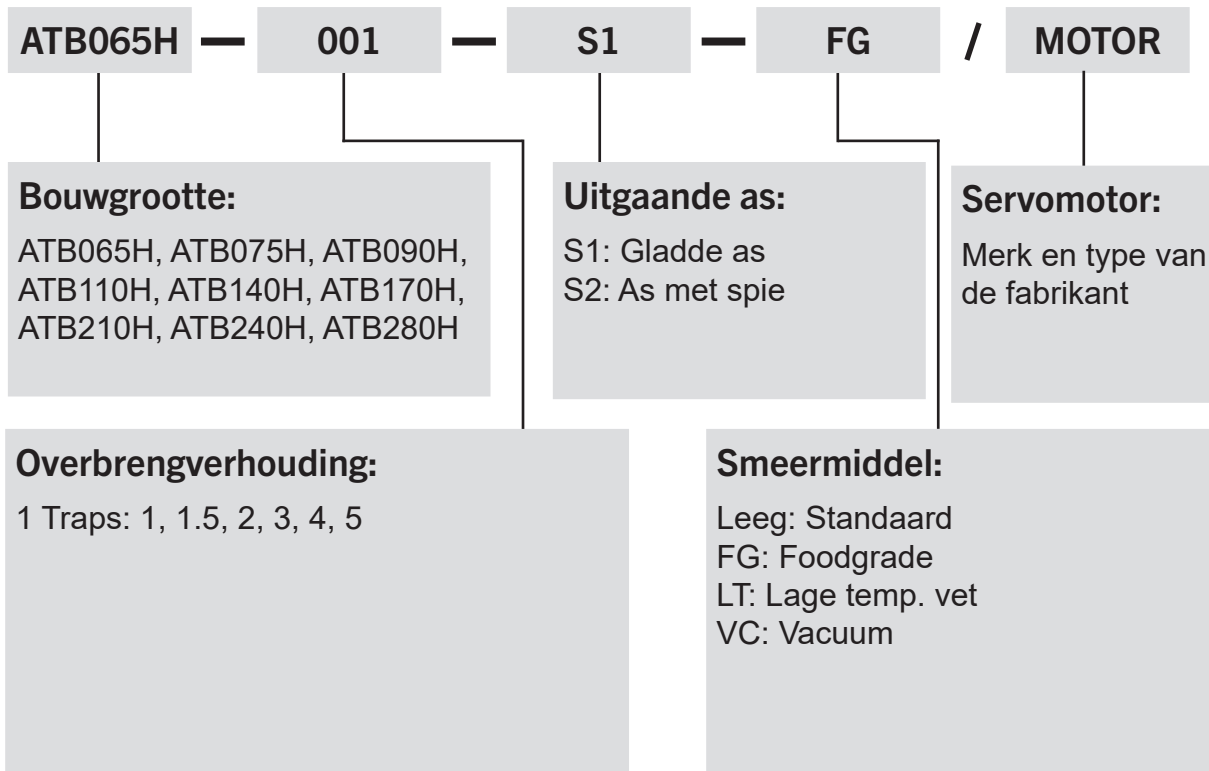 ATB065H — 001 — S1 — FG / MOTOR
Bouwgrootte:
ATB065H, ATB075H, ATB090H,
ATB110H, ATB140H, ATB170H,
ATB210H, ATB240H, ATB280H
Uitgaande as:
S1: Gladde as
S2: As met spie
Servomotor:
Merk en type van
de fabrikant
Overbrengverhouding:
1 Traps: 1, 1.5, 2, 3, 4, 5
Smeermiddel:
Leeg: Standaard
FG: Foodgrade
LT: Lage temp. vet
VC: Vacuum